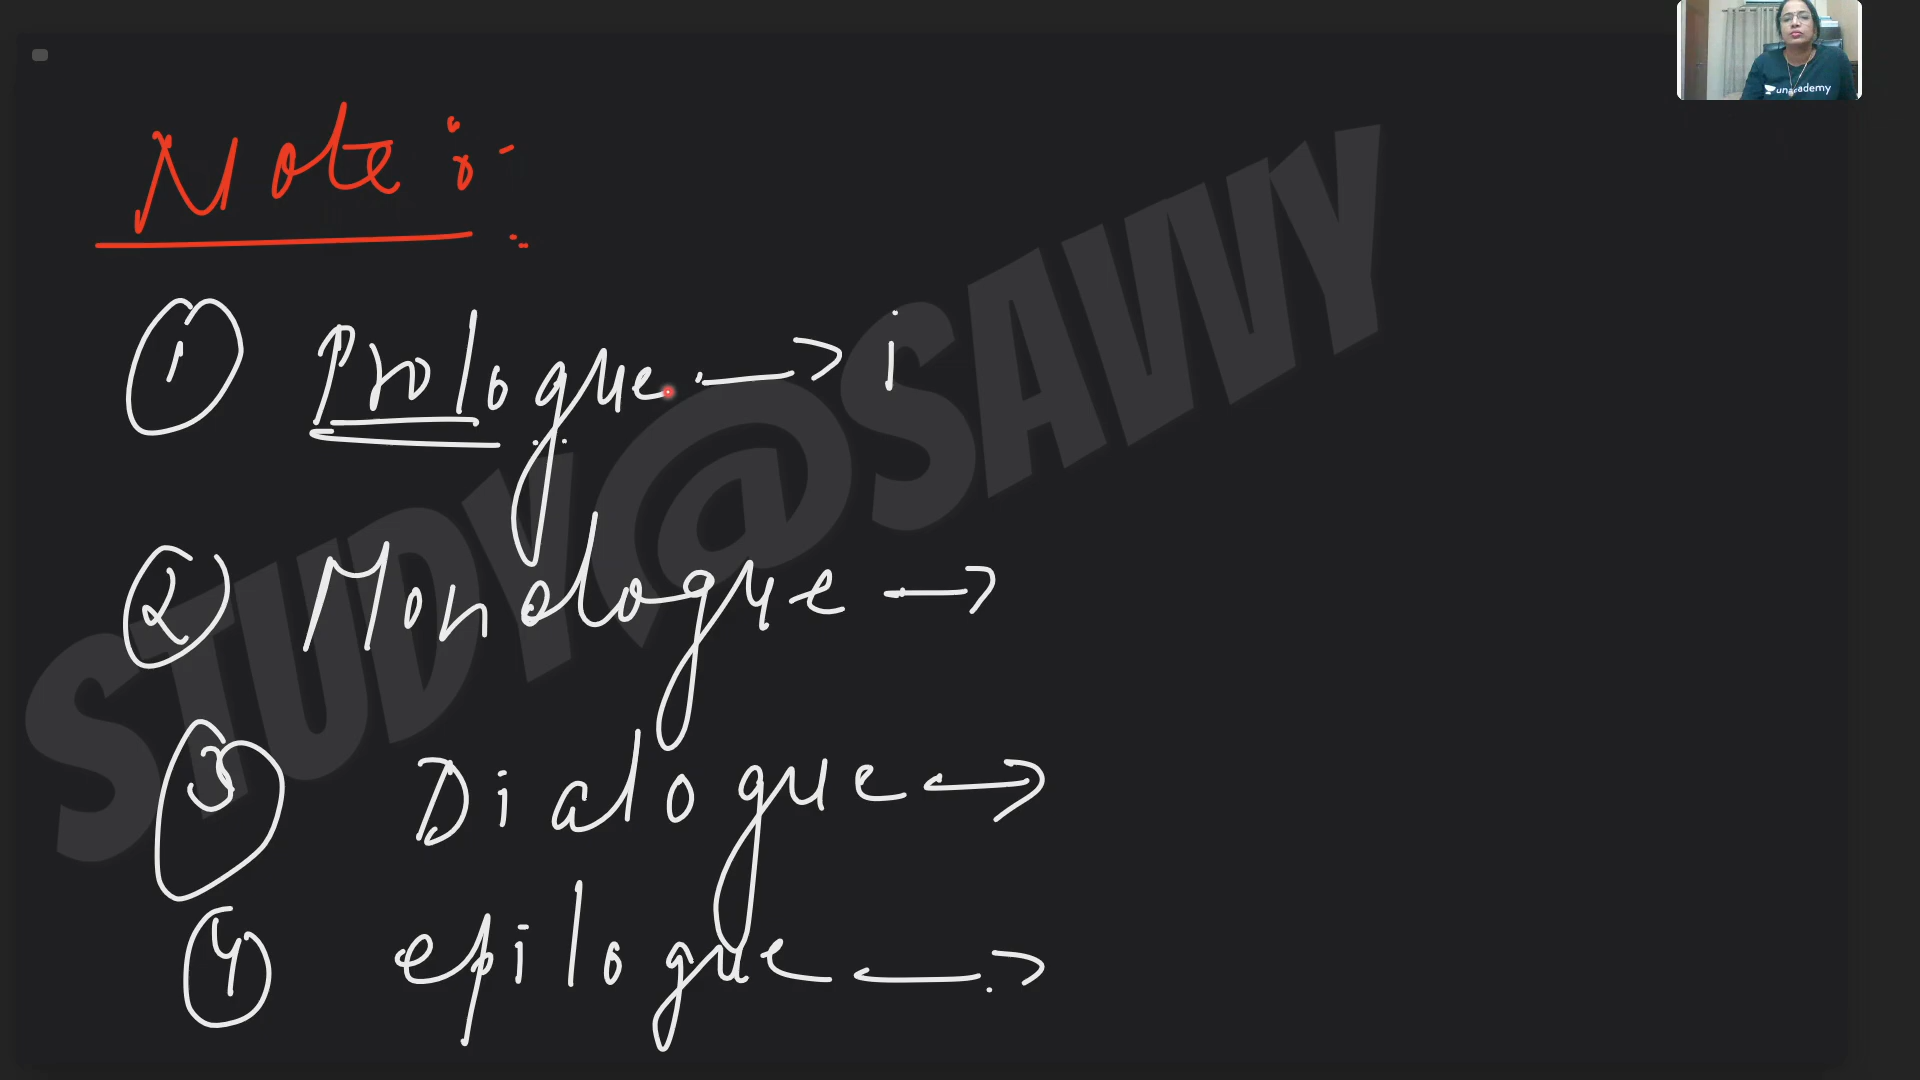 unacademy
Note :-
1 Prologue → i
2 Monologue →
3 Dialogue →
4 epilogue →
STUDY@SAVVY